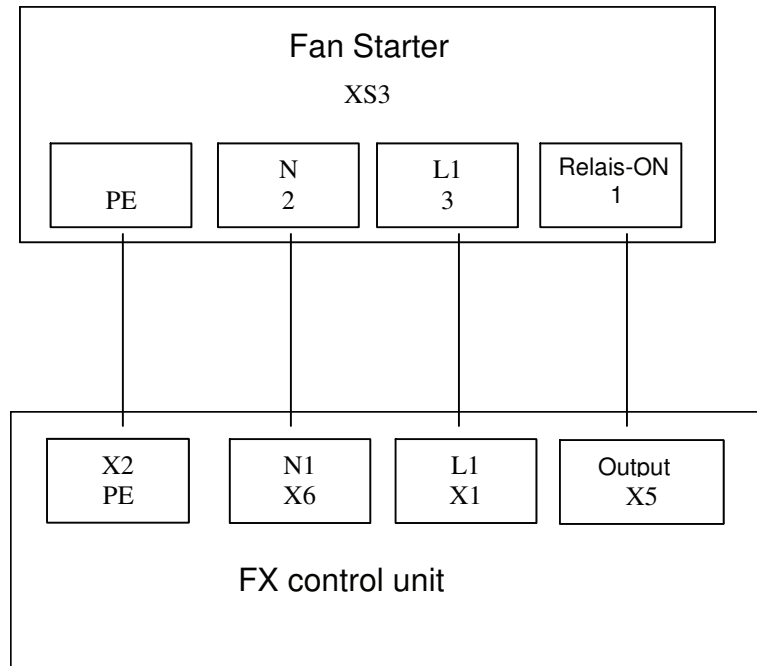 Fan Starter
XS3
PE
N
2
L1
3
Relais-ON
1
X2
PE
N1
X6
L1
X1
Output
X5
FX control unit